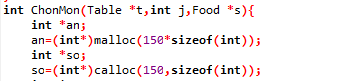 int ChonMon(Table *t,int j,Food *s){
int *an;
an=(int*)malloc(150*sizeof(int));
int *so;
so=(int*)calloc(150,sizeof(int));